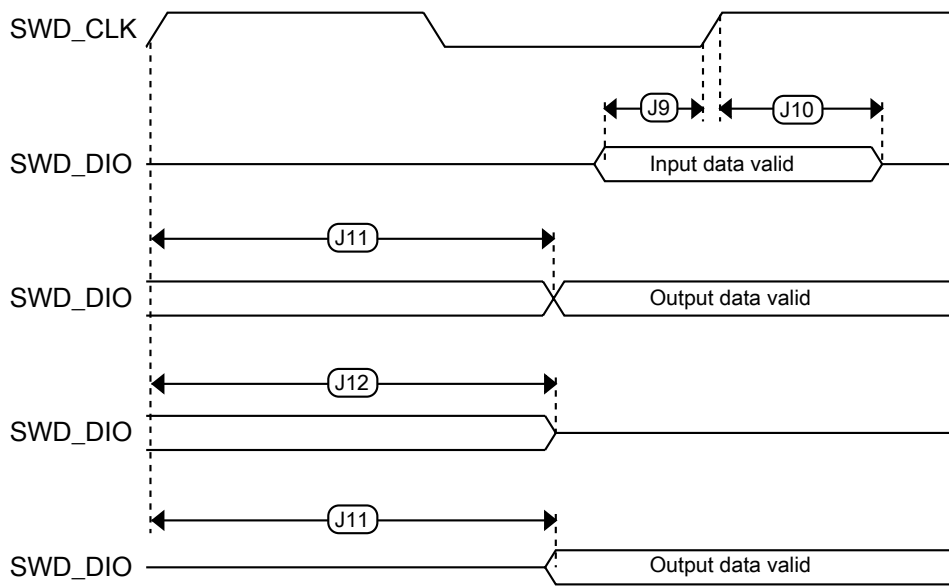 SWD_CLK
J9
J10
SWD_DIO
Input data valid
J11
SWD_DIO
Output data valid
J12
SWD_DIO
J11
SWD_DIO
Output data valid